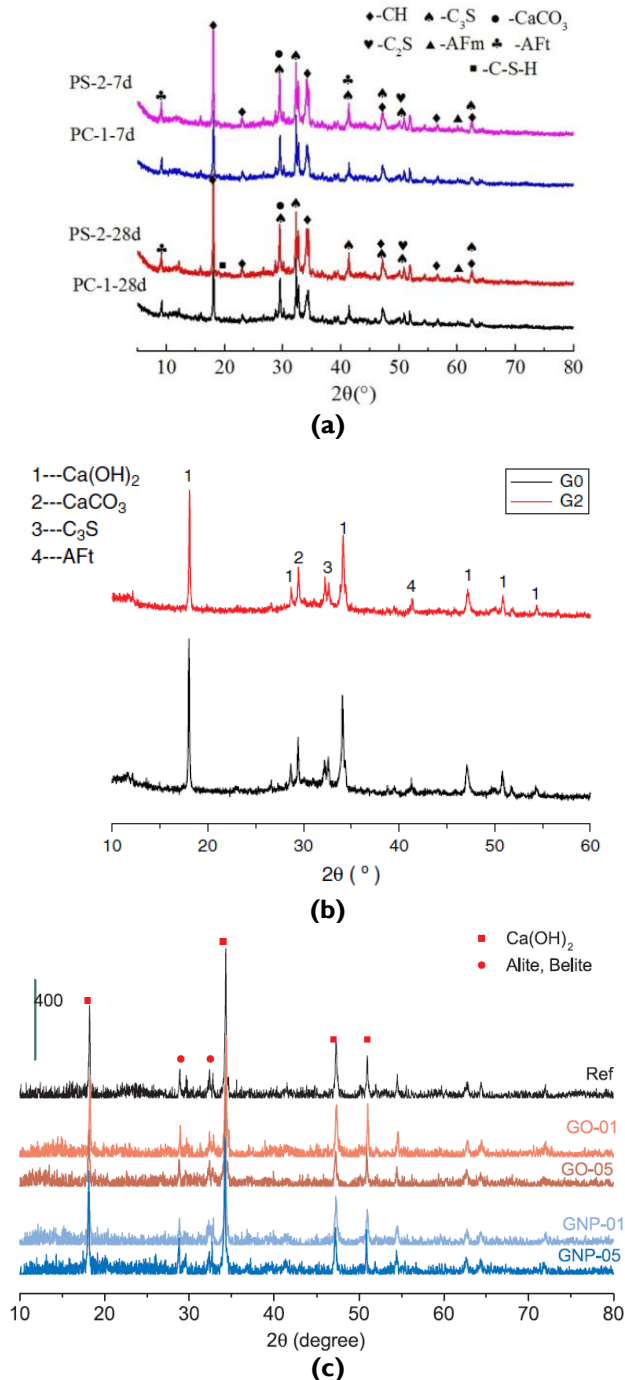 ♦-CH ♠-C₃S ●-CaCO₃
♥-C₂S ▲-AFm ♣-AFt
■-C-S-H
PS-2-7d
PC-1-7d
PS-2-28d
PC-1-28d
10 20 30 40 50 60 70 80
2θ(°)
(a)
1---Ca(OH)₂
2---CaCO₃
3---C₃S
4---AFt
G0
G2
1 1 2 3 1 4 1 1 1
10 20 30 40 50 60
2θ ( º )
(b)
■ Ca(OH)₂
● Alite, Belite
400
Ref
GO-01
GO-05
GNP-01
GNP-05
10 20 30 40 50 60 70 80
2θ (degree)
(c)